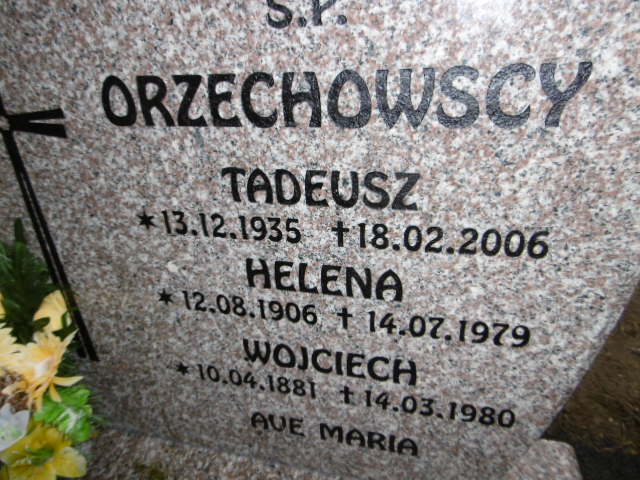 Ś.P.
ORZECHOWSCY
TADEUSZ
★13.12.1935 ✝18.02.2006
HELENA
★12.08.1906 ✝14.07.1979
WOJCIECH
★10.04.1881 ✝14.03.1980
AVE MARIA